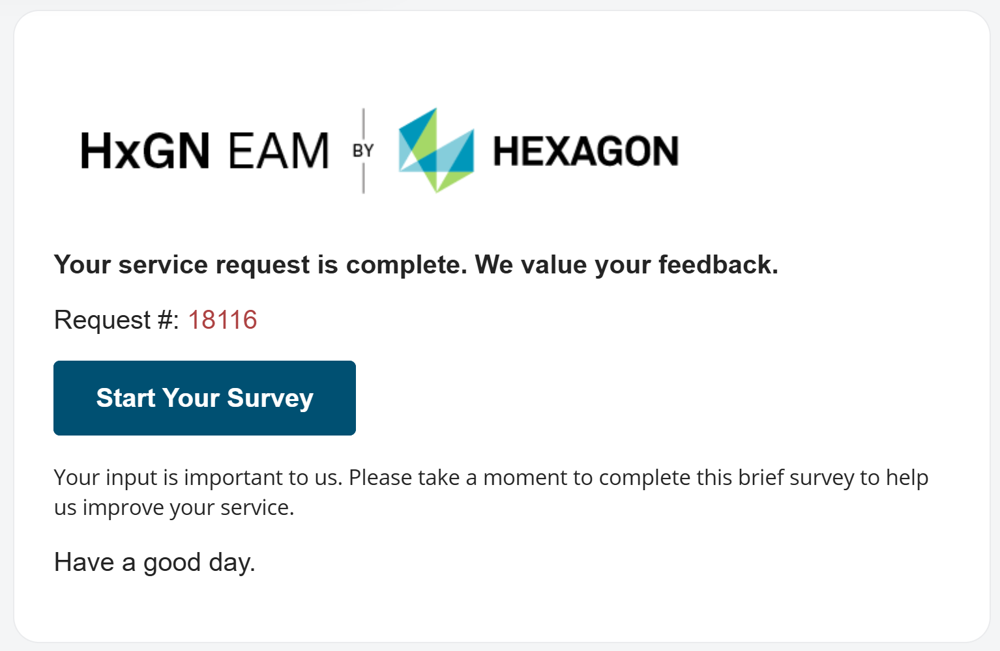 HxGN EAM BY HEXAGON
Your service request is complete. We value your feedback.
Request #: 18116
Start Your Survey
Your input is important to us. Please take a moment to complete this brief survey to help
us improve your service.
Have a good day.